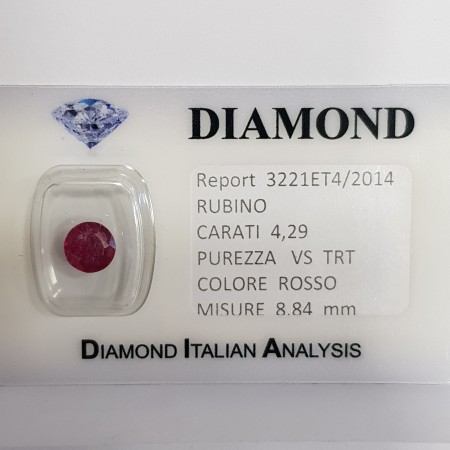 DIAMOND
Report 3221ET4/2014
RUBINO
CARATI 4,29
PUREZZA VS TRT
COLORE ROSSO
MISURE 8.84 mm
DIAMOND ITALIAN ANALYSIS